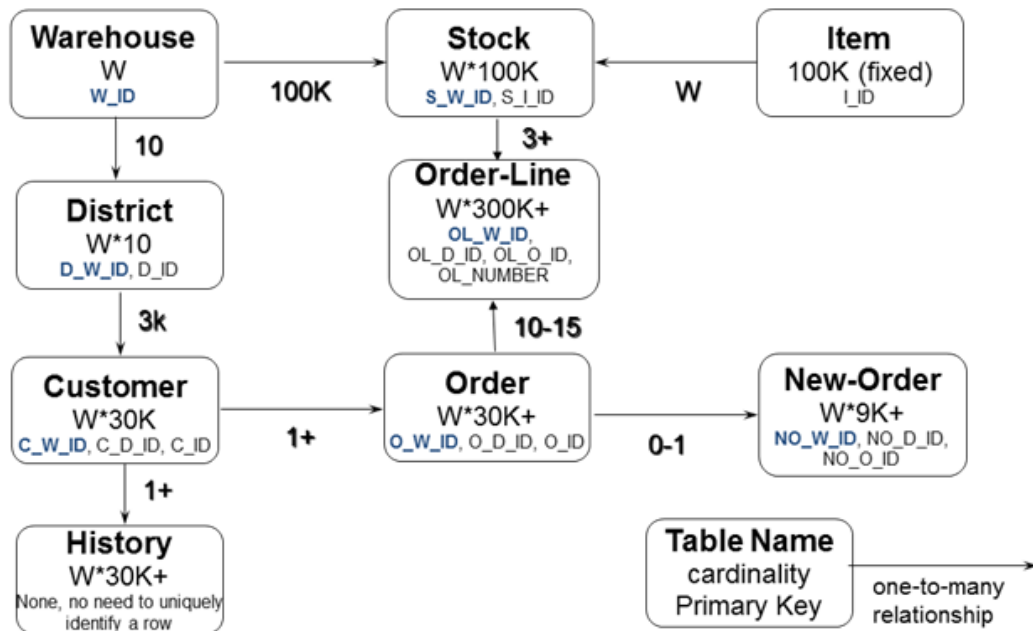 Warehouse
W
W_ID
100K
Stock
W*100K
S_W_ID, S_I_ID
W
Item
100K (fixed)
I_ID
10
3+
District
W*10
D_W_ID, D_ID
Order-Line
W*300K+
OL_W_ID,
OL_D_ID, OL_O_ID,
OL_NUMBER
3k
10-15
Customer
W*30K
C_W_ID, C_D_ID, C_ID
1+
Order
W*30K+
O_W_ID, O_D_ID, O_ID
0-1
New-Order
W*9K+
NO_W_ID, NO_D_ID,
NO_O_ID
1+
History
W*30K+
None, no need to uniquely
identify a row
Table Name
cardinality
Primary Key
one-to-many
relationship